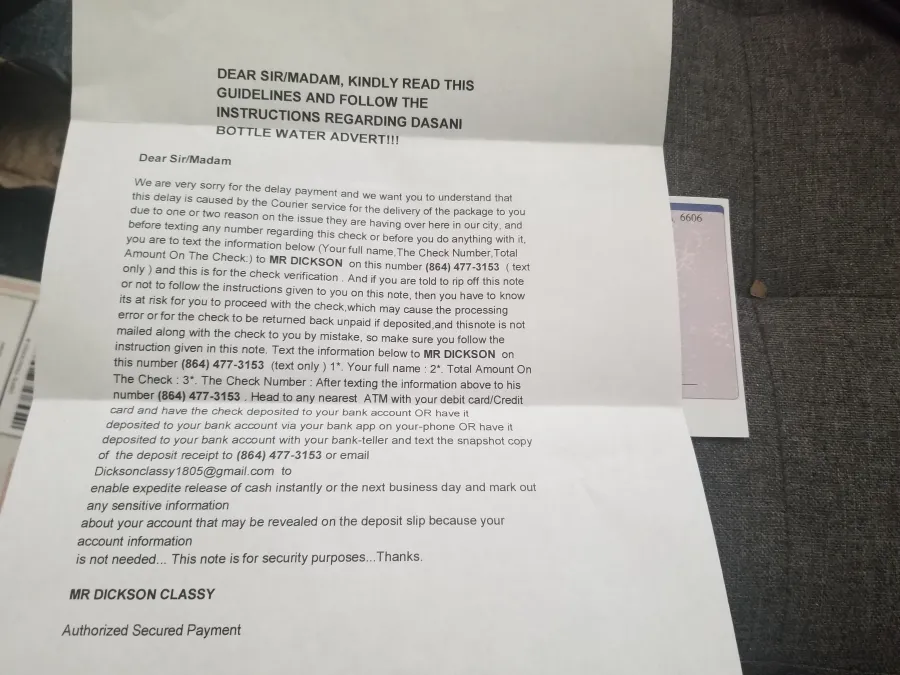 DEAR SIR/MADAM, KINDLY READ THIS
GUIDELINES AND FOLLOW THE
INSTRUCTIONS REGARDING DASANI
BOTTLE WATER ADVERT!!!
Dear Sir/Madam
We are very sorry for the delay payment and we want you to understand that
this delay is caused by the Courier service for the delivery of the package to you
due to one or two reason on the issue they are having over here in our city, and
before texting any number regarding this check or before you do anything with it,
you are to text the information below (Your full name,The Check Number,Total
Amount On The Check:) to MR DICKSON on this number (864) 477-3153 ( text
only ) and this is for the check verification . And if you are told to rip off this note
or not to follow the instructions given to you on this note, then you have to know
its at risk for you to proceed with the check,which may cause the processing
error or for the check to be returned back unpaid if deposited,and thisnote is not
mailed along with the check to you by mistake, so make sure you follow the
instruction given in this note. Text the information below to MR DICKSON on
this number (864) 477-3153 (text only ) 1*. Your full name : 2*. Total Amount On
The Check : 3*. The Check Number : After texting the information above to his
number (864) 477-3153 . Head to any nearest ATM with your debit card/Credit
card and have the check deposited to your bank account OR have it
deposited to your bank account via your bank app on your-phone OR have it
deposited to your bank account with your bank-teller and text the snapshot copy
of the deposit receipt to (864) 477-3153 or email
Dicksonclassy1805@gmail.com to
enable expedite release of cash instantly or the next business day and mark out
any sensitive information
about your account that may be revealed on the deposit slip because your
account information
is not needed... This note is for security purposes...Thanks.
MR DICKSON CLASSY
Authorized Secured Payment
6606